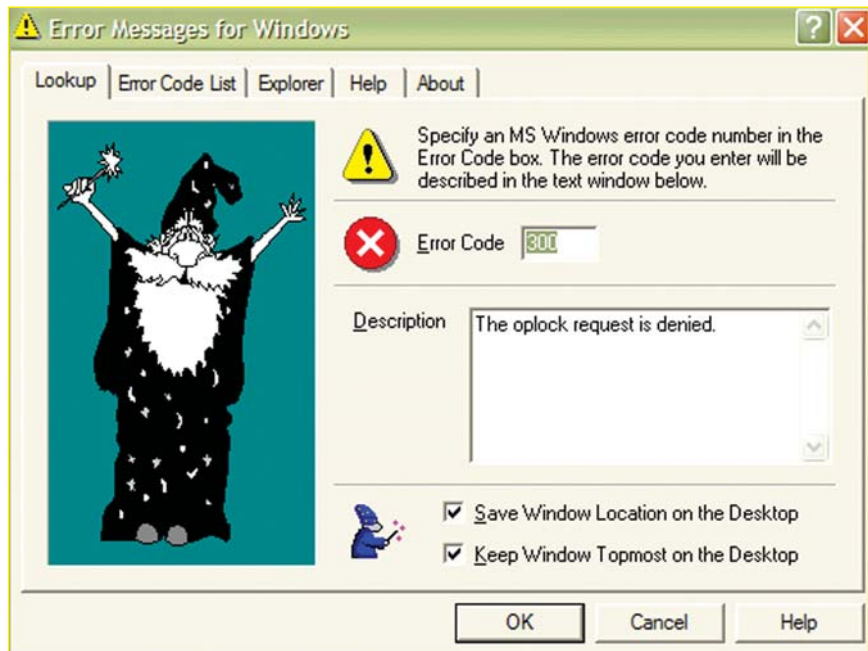 Error Messages for Windows
Lookup
Error Code List
Explorer
Help
About
Specify an MS Windows error code number in the
Error Code box. The error code you enter will be
described in the text window below.
Error Code 300
Description
The oplock request is denied.
Save Window Location on the Desktop
Keep Window Topmost on the Desktop
OK
Cancel
Help